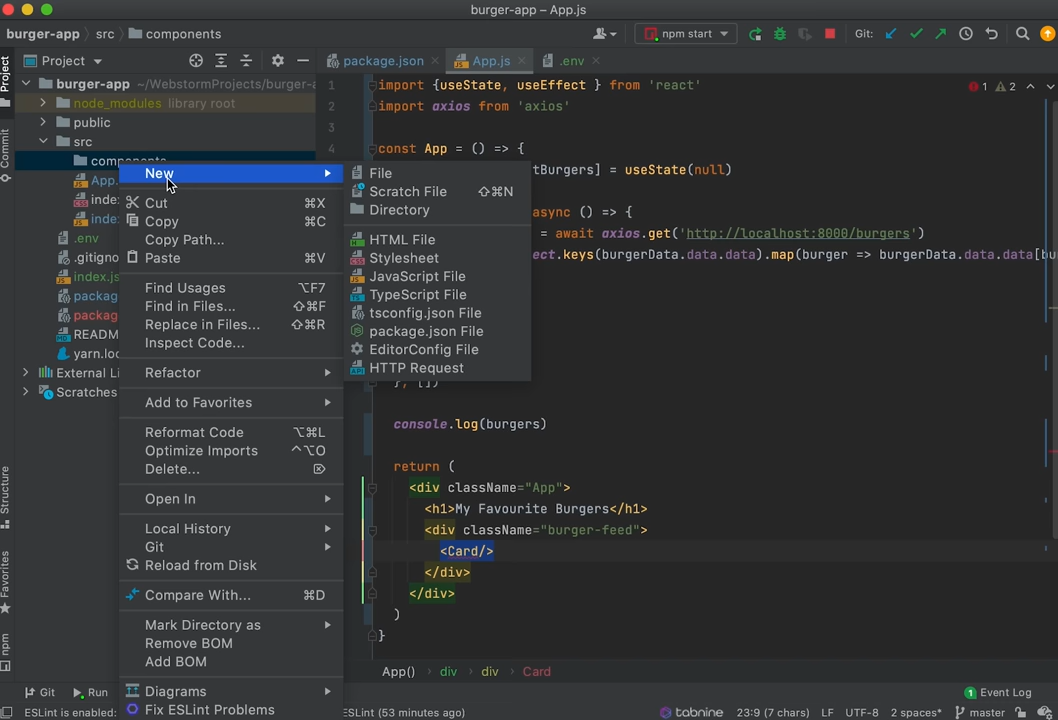 burger-app – App.js
burger-app src components
npm start
Git:
Project
Project
package.json
App.js
.env
burger-app ~/WebstormProjects/burger-a
node_modules library root
public
src
components
App.
inde
inde
.env
.gitigno
index.js
packag
packag
READM
yarn.loc
External Li
Scratches
Commit
Structure
Favorites
npm
New
Cut ⌘X
Copy ⌘C
Copy Path...
Paste ⌘V
Find Usages ⌥F7
Find in Files... ⇧⌘F
Replace in Files... ⇧⌘R
Inspect Code...
Refactor
Add to Favorites
Reformat Code ⌥⌘L
Optimize Imports ^⌥O
Delete... ⌦
Open In
Local History
Git
Reload from Disk
Compare With... ⌘D
Mark Directory as
Remove BOM
Add BOM
Diagrams
Fix ESLint Problems
File
Scratch File ⇧⌘N
Directory
HTML File
Stylesheet
JavaScript File
TypeScript File
tsconfig.json File
package.json File
EditorConfig File
HTTP Request
1 2
1 import {useState, useEffect } from 'react'
2 import axios from 'axios'
3
4 const App = () => {
tBurgers] = useState(null)
async () => {
= await axios.get('http://localhost:8000/burgers')
ect.keys(burgerData.data.data).map(burger => burgerData.data.data[bu
}, [])
console.log(burgers)
return (
<div className="App">
<h1>My Favourite Burgers</h1>
<div className="burger-feed">
<Card/>
</div>
</div>
)
}
App() div div Card
Git Run
1 Event Log
ESLint is enabled:
ESLint (53 minutes ago)
tabnine 23:9 (7 chars) LF UTF-8 2 spaces* master